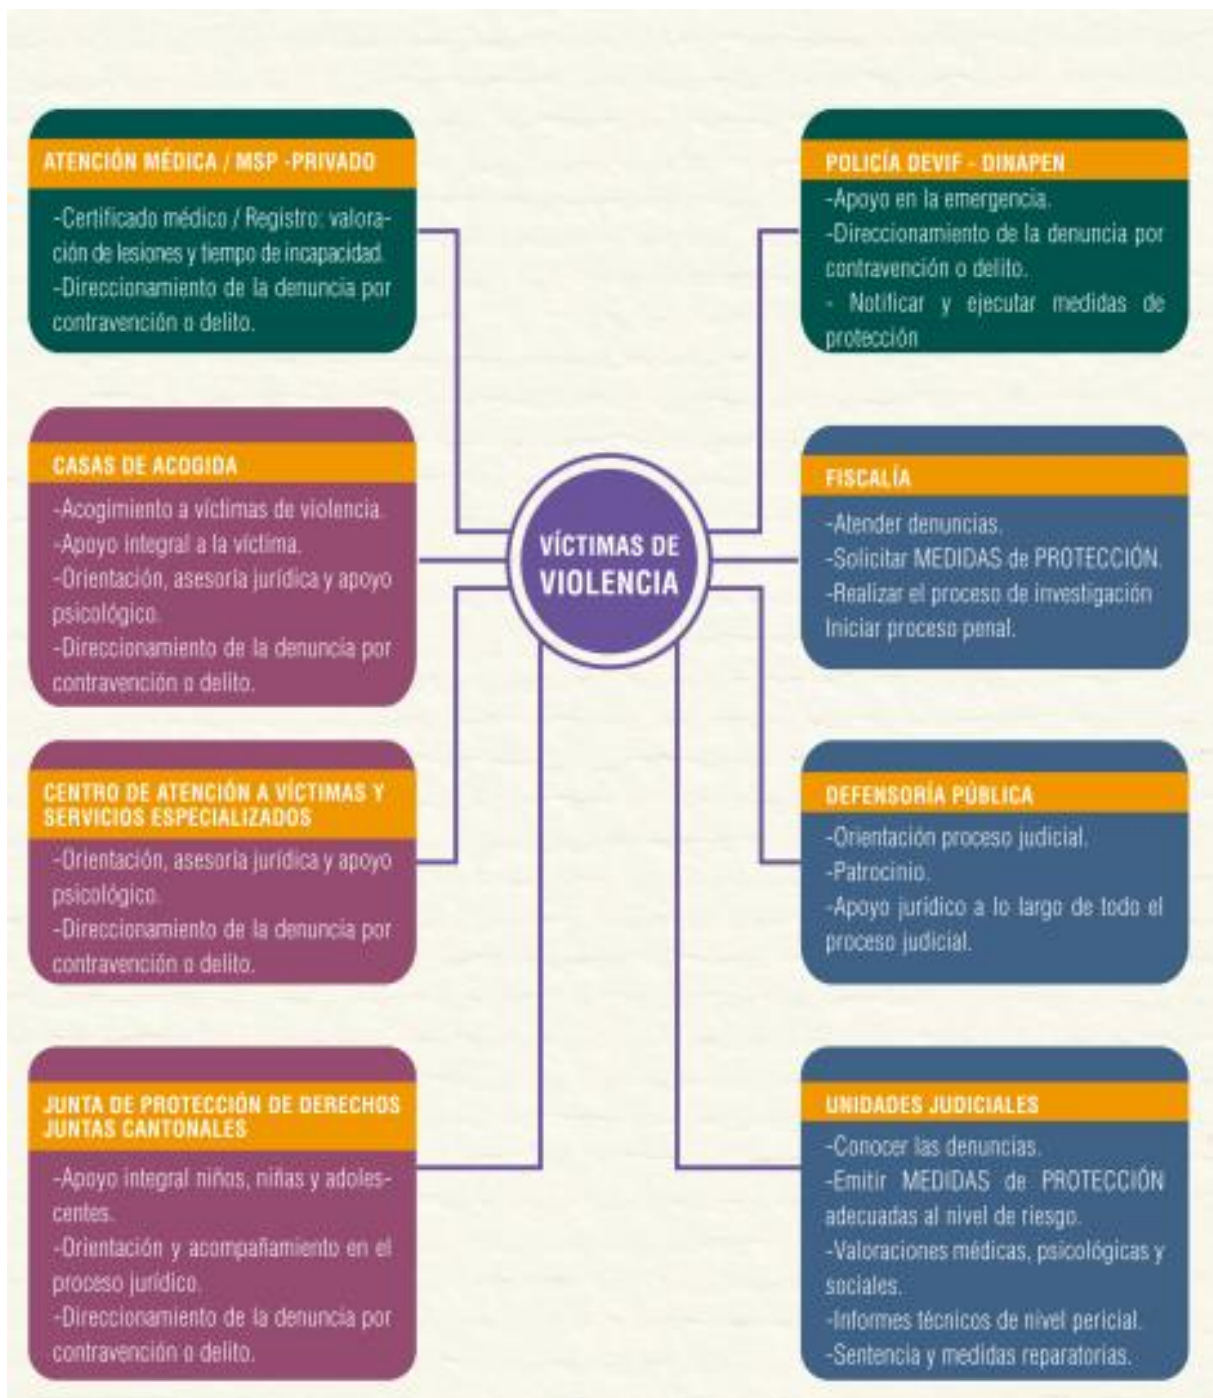 ATENCIÓN MÉDICA / MSP -PRIVADO
-Certificado médico / Registro: valora-
ción de lesiones y tiempo de incapacidad.
-Direccionamiento de la denuncia por
contravención o delito.
CASAS DE ACOGIDA
-Acogimiento a víctimas de violencia.
-Apoyo integral a la víctima.
-Orientación, asesoría jurídica y apoyo
psicológico.
-Direccionamiento de la denuncia por
contravención o delito.
CENTRO DE ATENCIÓN A VÍCTIMAS Y
SERVICIOS ESPECIALIZADOS
-Orientación, asesoría jurídica y apoyo
psicológico.
-Direccionamiento de la denuncia por
contravención o delito.
JUNTA DE PROTECCIÓN DE DERECHOS
JUNTAS CANTONALES
-Apoyo integral niños, niñas y adoles-
centes.
-Orientación y acompañamiento en el
proceso jurídico.
-Direccionamiento de la denuncia por
contravención o delito.
VÍCTIMAS DE
VIOLENCIA
POLICÍA DEVIF - DINAPEN
-Apoyo en la emergencia.
-Direccionamiento de la denuncia por
contravención o delito.
- Notificar y ejecutar medidas de
protección
FISCALÍA
-Atender denuncias.
-Solicitar MEDIDAS de PROTECCIÓN.
-Realizar el proceso de investigación
Iniciar proceso penal.
DEFENSORÍA PÚBLICA
-Orientación proceso judicial.
-Patrocinio.
-Apoyo jurídico a lo largo de todo el
proceso judicial.
UNIDADES JUDICIALES
-Conocer las denuncias.
-Emitir MEDIDAS de PROTECCIÓN
adecuadas al nivel de riesgo.
-Valoraciones médicas, psicológicas y
sociales.
-Informes técnicos de nivel pericial.
-Sentencia y medidas reparatorias.